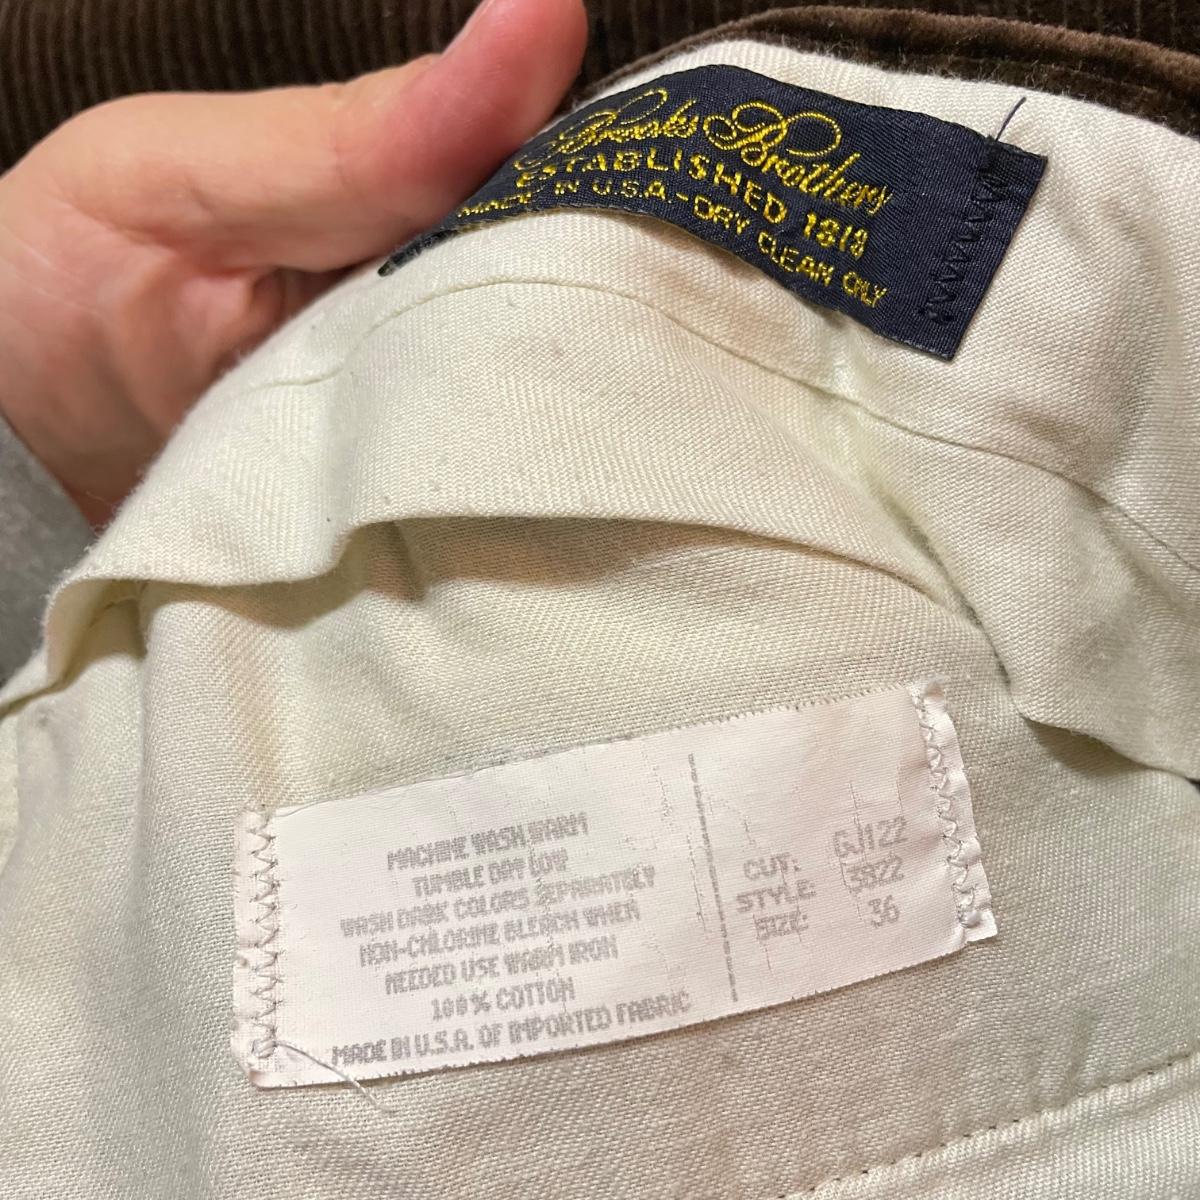 Brooks Brothers
ESTABLISHED 1818
MADE IN U.S.A.-DRY CLEAN ONLY
MACHINE WASH WARM
TUMBLE DRY LOW
WASH DARK COLORS SEPARATELY
NON-CHLORINE BLEACH WHEN
NEEDED USE WARM IRON
100% COTTON
MADE IN U.S.A. OF IMPORTED FABRIC
CUT: GJ122
STYLE: 3822
SIZE: 36